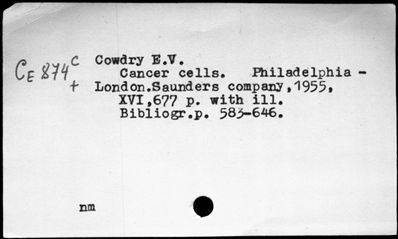 CE 874 c
+
Cowdry E.V.
Cancer cells. Philadelphia -
London.Saunders company,1955,
XVI,677 p. with ill.
Bibliogr.p. 583-646.
nm